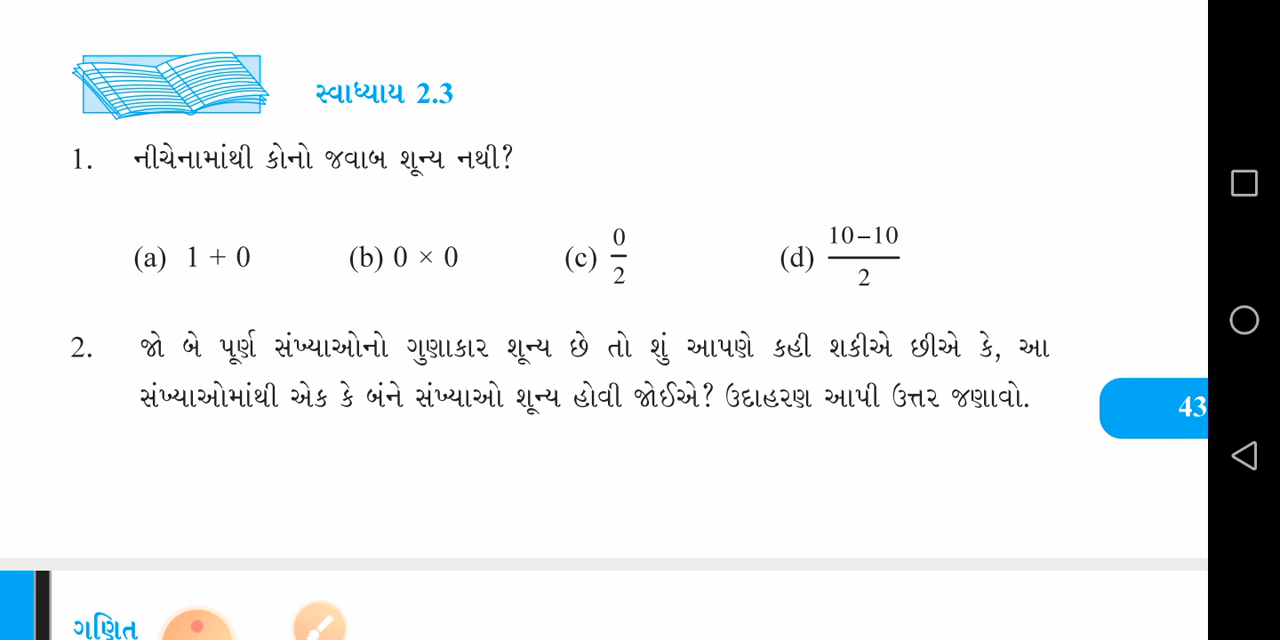 સ્વાધ્યાય 2.3
1. નીચેનામાંથી કોનો જવાબ શૂન્ય નથી?
(a) 1 + 0 (b) 0 × 0 (c) 0/2 (d) 10−10/2
2. જો બે પૂર્ણ સંખ્યાઓનો ગુણાકાર શૂન્ય છે તો શું આપણે કહી શકીએ છીએ કે, આ
સંખ્યાઓમાંથી એક કે બંને સંખ્યાઓ શૂન્ય હોવી જોઈએ? ઉદાહરણ આપી ઉત્તર જણાવો.
43
ગણિત